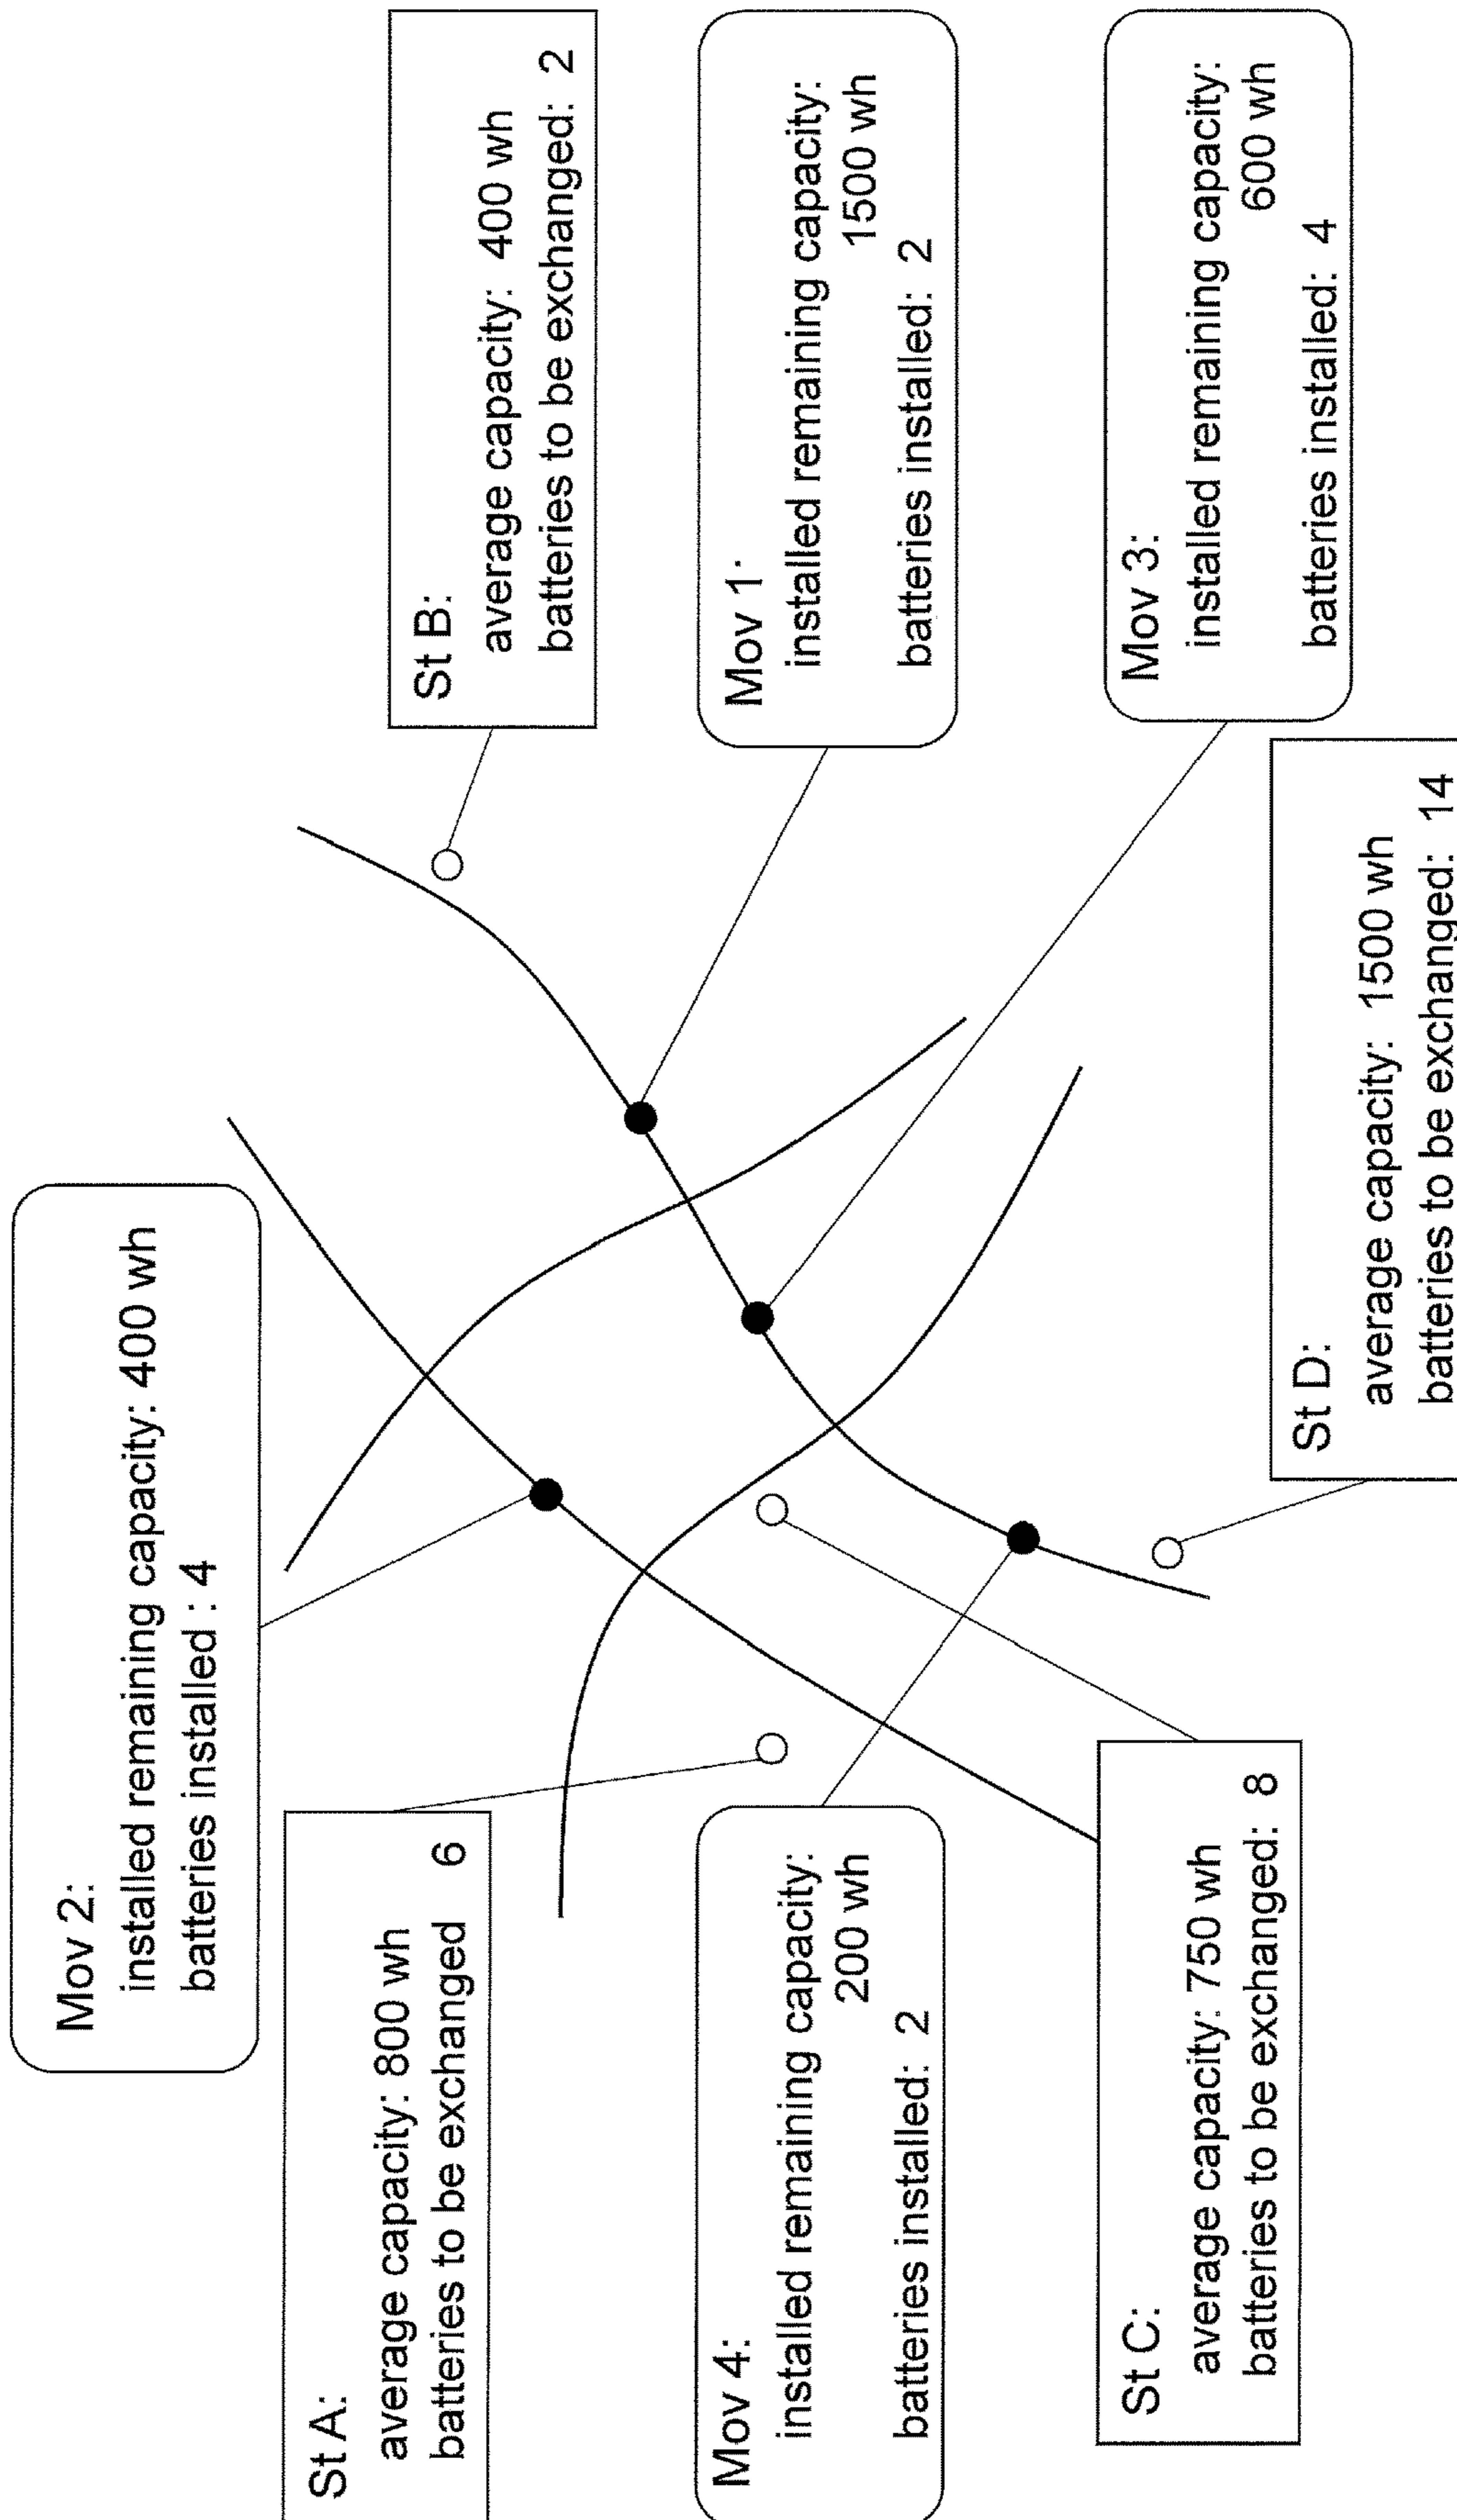 Mov 2:
installed remaining capacity: 400 wh
batteries installed : 4
St A:
average capacity: 800 wh
batteries to be exchanged 6
St B:
average capacity: 400 wh
batteries to be exchanged: 2
Mov 4:
installed remaining capacity:
200 wh
batteries installed: 2
Mov 1·
installed remaining capacity:
1500 wh
batteries installed: 2
St C:
average capacity: 750 wh
batteries to be exchanged: 8
Mov 3:
installed remaining capacity:
600 wh
batteries installed: 4
St D:
average capacity: 1500 wh
batteries to be exchanged: 14